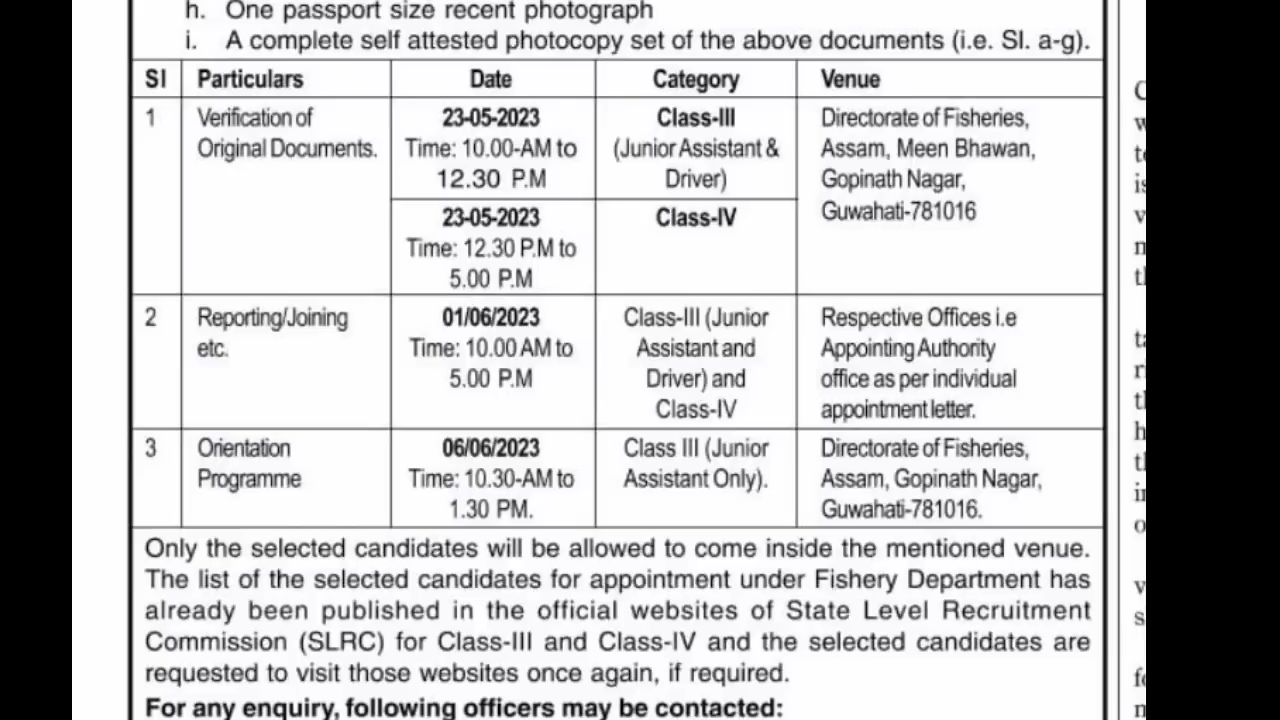 h. One passport size recent photograph
i. A complete self attested photocopy set of the above documents (i.e. Sl. a-g).
Sl Particulars Date Category Venue
1 Verification of Original Documents. 23-05-2023 Time: 10.00-AM to 12.30 P.M Class-III (Junior Assistant & Driver) Directorate of Fisheries, Assam, Meen Bhawan, Gopinath Nagar, Guwahati-781016
23-05-2023 Time: 12.30 P.M to 5.00 P.M Class-IV
2 Reporting/Joining etc. 01/06/2023 Time: 10.00 AM to 5.00 P.M Class-III (Junior Assistant and Driver) and Class-IV Respective Offices i.e Appointing Authority office as per individual appointment letter.
3 Orientation Programme 06/06/2023 Time: 10.30-AM to 1.30 PM. Class III (Junior Assistant Only). Directorate of Fisheries, Assam, Gopinath Nagar, Guwahati-781016.
Only the selected candidates will be allowed to come inside the mentioned venue.
The list of the selected candidates for appointment under Fishery Department has
already been published in the official websites of State Level Recruitment
Commission (SLRC) for Class-III and Class-IV and the selected candidates are
requested to visit those websites once again, if required.
For any enquiry, following officers may be contacted: